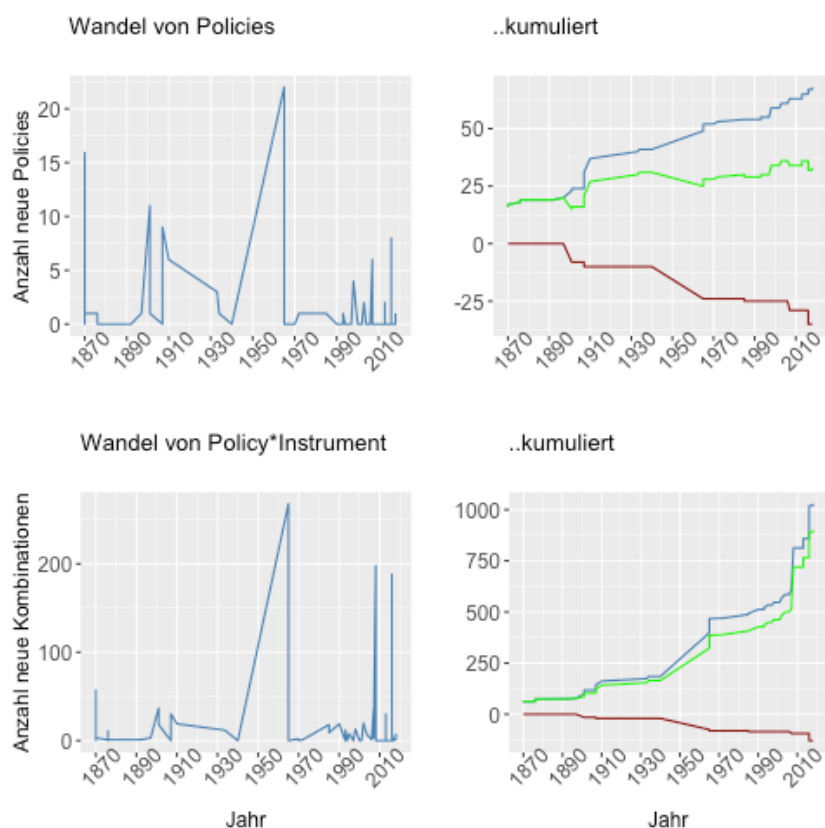 Wandel von Policies
..kumuliert
Anzahl neue Policies
20
15
10
5
0
1870 1890 1910 1930 1950 1970 1990 2010
50
25
0
-25
1870 1890 1910 1930 1950 1970 1990 2010
Wandel von Policy*Instrument
..kumuliert
Anzahl neue Kombinationen
200
100
0
1870 1890 1910 1930 1950 1970 1990 2010
Jahr
1000
750
500
250
0
1870 1890 1910 1930 1950 1970 1990 2010
Jahr